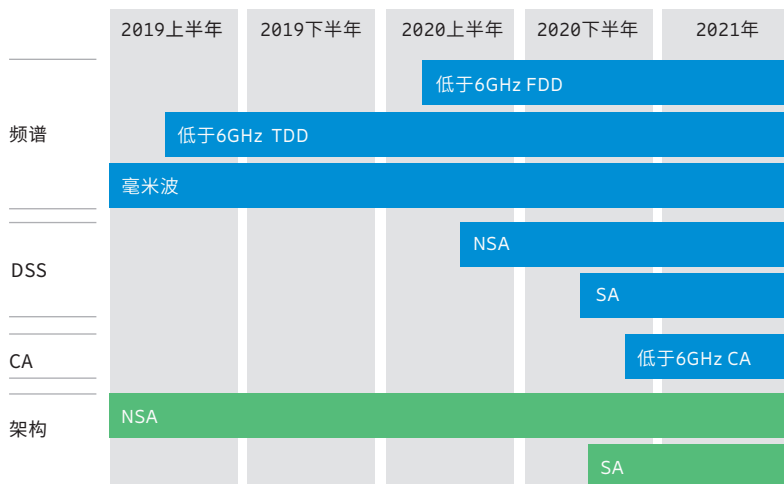 2019上半年 2019下半年 2020上半年 2020下半年 2021年
低于6GHz FDD
频谱
低于6GHz TDD
毫米波
DSS
NSA
SA
CA
低于6GHz CA
架构
NSA
SA